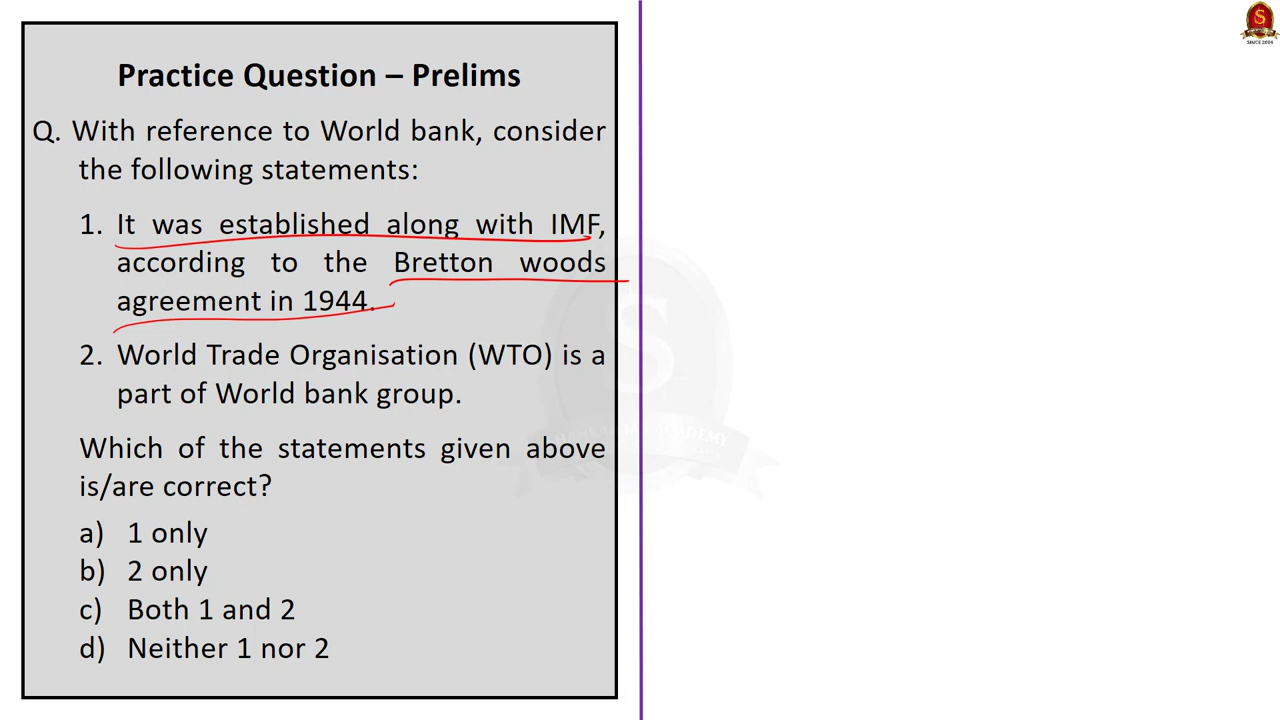 Practice Question – Prelims
Q. With reference to World bank, consider
the following statements:
1. It was established along with IMF,
according to the Bretton woods
agreement in 1944.
2. World Trade Organisation (WTO) is a
part of World bank group.
Which of the statements given above
is/are correct?
a) 1 only
b) 2 only
c) Both 1 and 2
d) Neither 1 nor 2
S
SINCE 2004
S
ACADEMY